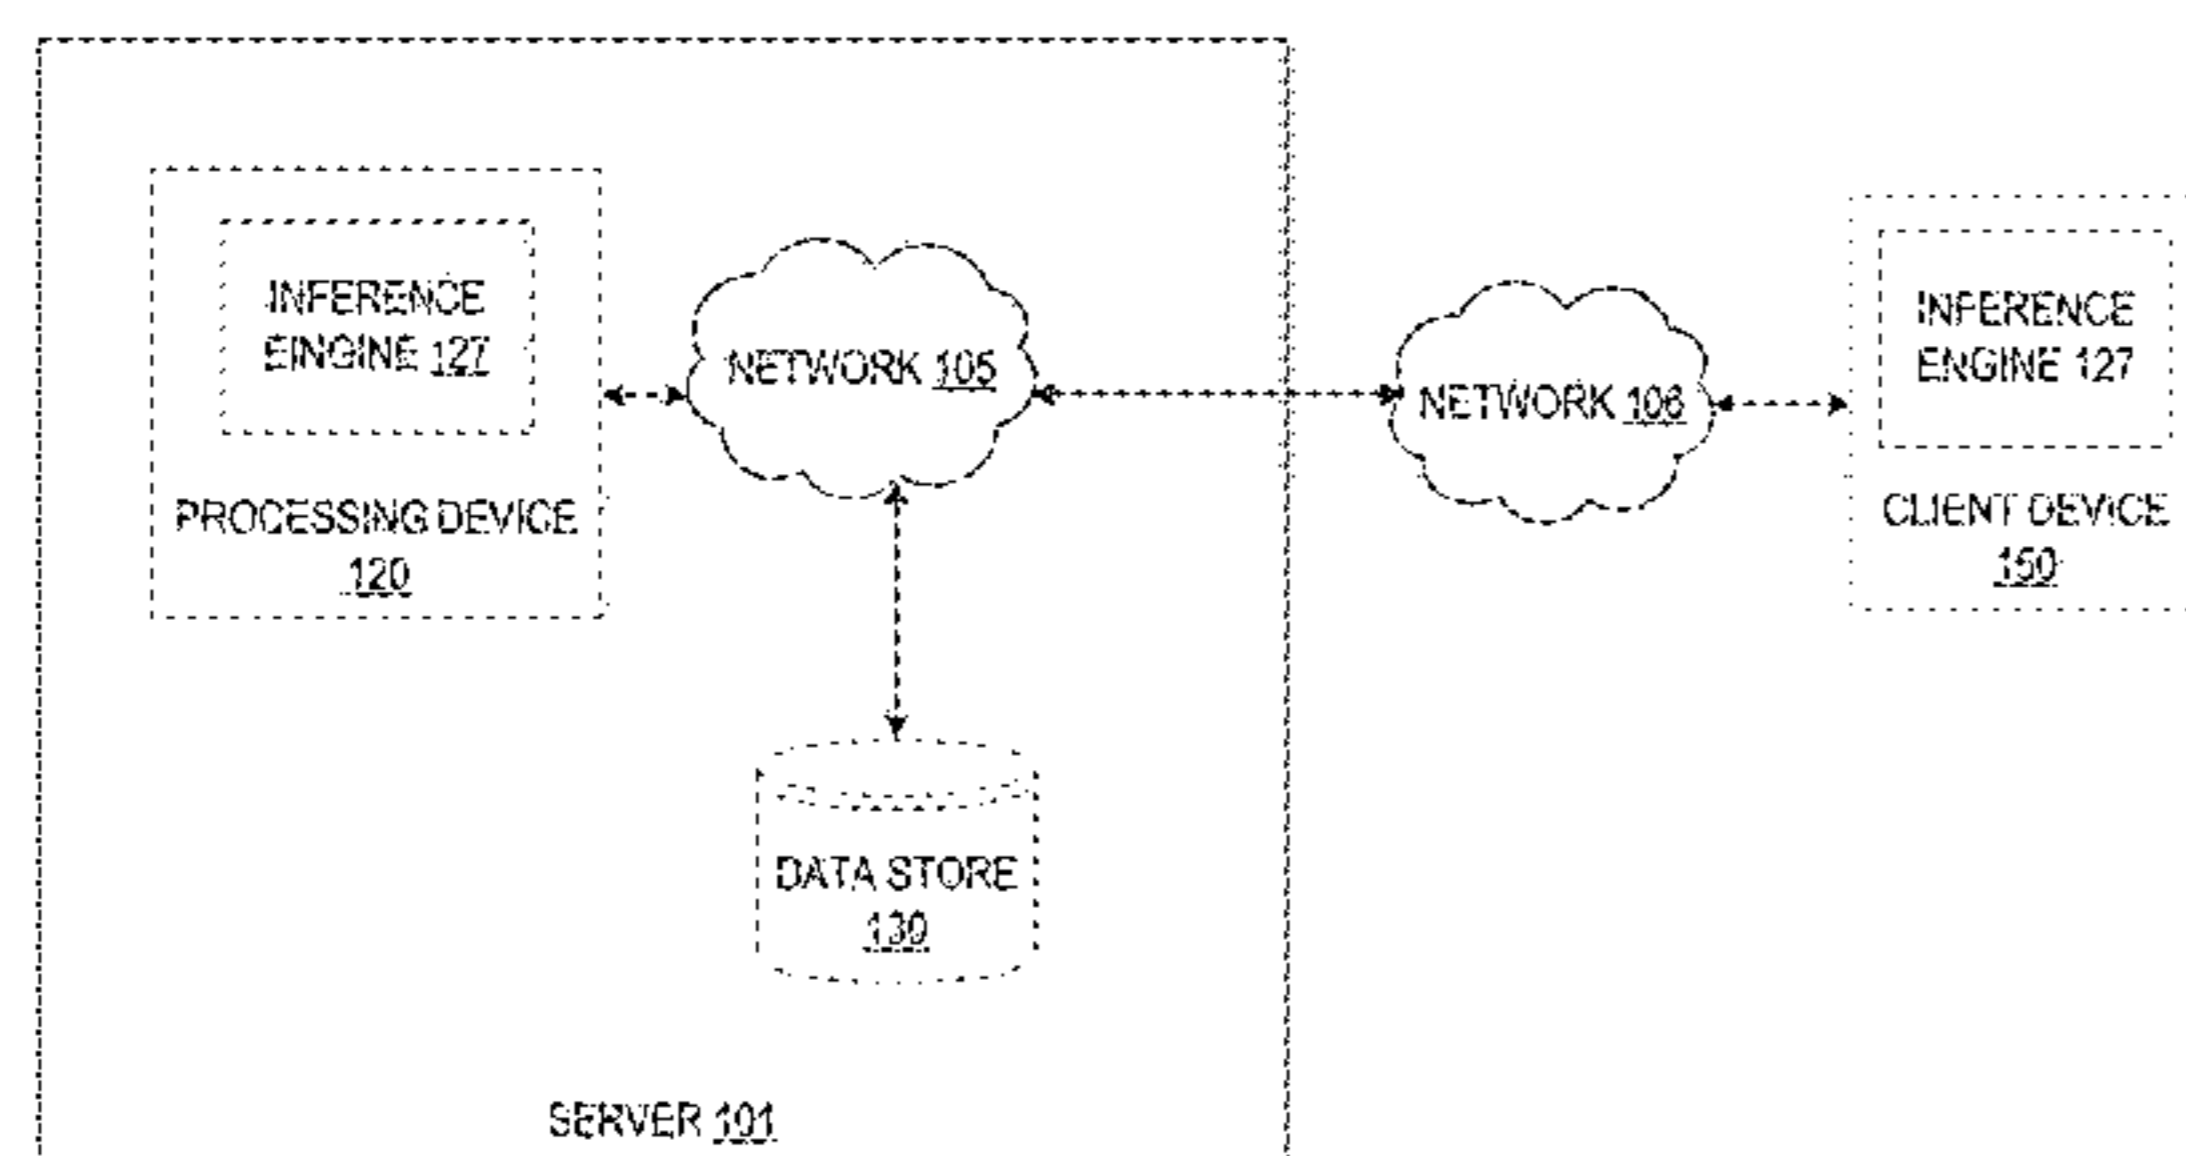 INFERENCE
EINGINE 127
PROCESSING DEVICE
120
NETWORK 105
DATA STORE
130
SERVER 101
NETWORK 106
INFERENCE
ENGINE 127
CLIENT DEVICE
150